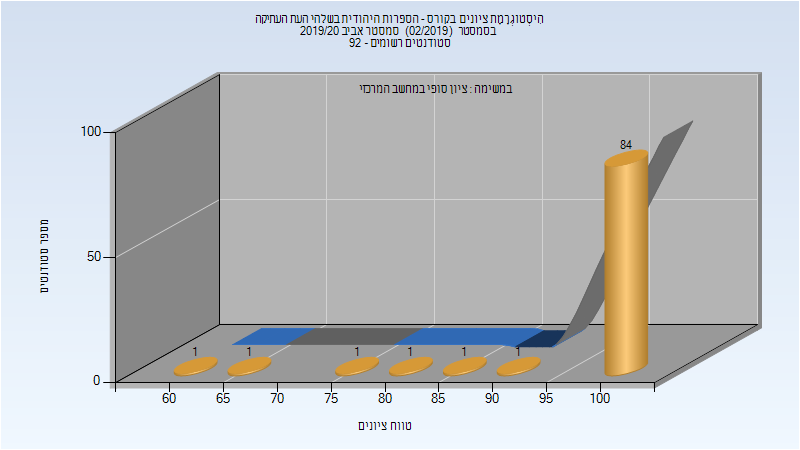 היסטוגרמת ציונים בקורס - הספרות היהודית בשלהי העת העתיקה
בסמסטר (02/2019) סמסטר אביב 2019/20
סטודנטים רשומים - 92
במשימה : ציון סופי במחשב המרכזי
84
100
מספר סטודנטים
50
1 1 1 1 1 1
0
60 65 70 75 80 85 90 95 100
טווח ציונים